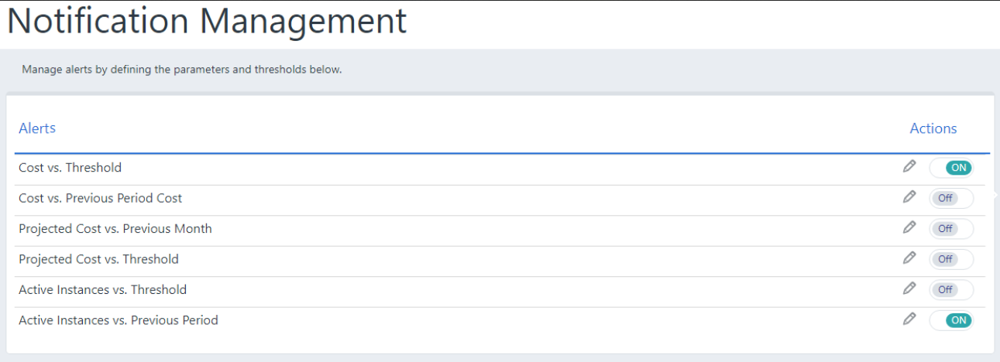 Notification Management
Manage alerts by defining the parameters and thresholds below.
Alerts Actions
Cost vs. Threshold ON
Cost vs. Previous Period Cost Off
Projected Cost vs. Previous Month Off
Projected Cost vs. Threshold Off
Active Instances vs. Threshold Off
Active Instances vs. Previous Period ON